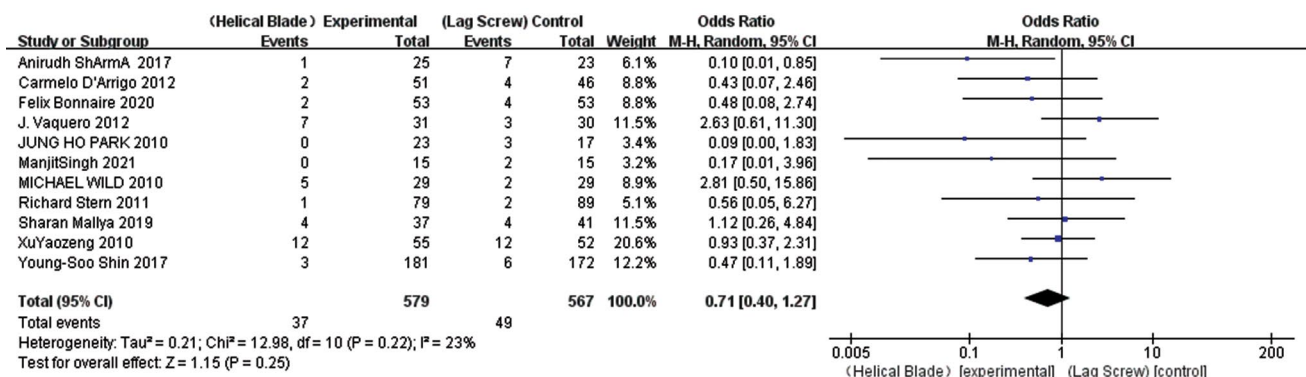 (Helical Blade) Experimental (Lag Screw) Control Odds Ratio Odds Ratio
Study or Subgroup Events Total Events Total Weight M-H, Random, 95% CI M-H, Random, 95% CI
Anirudh ShArmA 2017 1 25 7 23 6.1% 0.10 [0.01, 0.85]
Carmelo D'Arrigo 2012 2 51 4 46 8.8% 0.43 [0.07, 2.46]
Felix Bonnaire 2020 2 53 4 53 8.8% 0.48 [0.08, 2.74]
J. Vaquero 2012 7 31 3 30 11.5% 2.63 [0.61, 11.30]
JUNG HO PARK 2010 0 23 3 17 3.4% 0.09 [0.00, 1.83]
ManjitSingh 2021 0 15 2 15 3.2% 0.17 [0.01, 3.96]
MICHAEL WILD 2010 5 29 2 29 8.9% 2.81 [0.50, 15.86]
Richard Stern 2011 1 79 2 89 5.1% 0.56 [0.05, 6.27]
Sharan Mallya 2019 4 37 4 41 11.5% 1.12 [0.26, 4.84]
XuYaozeng 2010 12 55 12 52 20.6% 0.93 [0.37, 2.31]
Young-Soo Shin 2017 3 181 6 172 12.2% 0.47 [0.11, 1.89]
Total (95% CI) 579 567 100.0% 0.71 [0.40, 1.27]
Total events 37 49
Heterogeneity: Tau² = 0.21; Chi² = 12.98, df = 10 (P = 0.22); I² = 23%
Test for overall effect: Z = 1.15 (P = 0.25)
0.005 0.1 1 10 200
(Helical Blade) [experimental] (Lag Screw) [control]